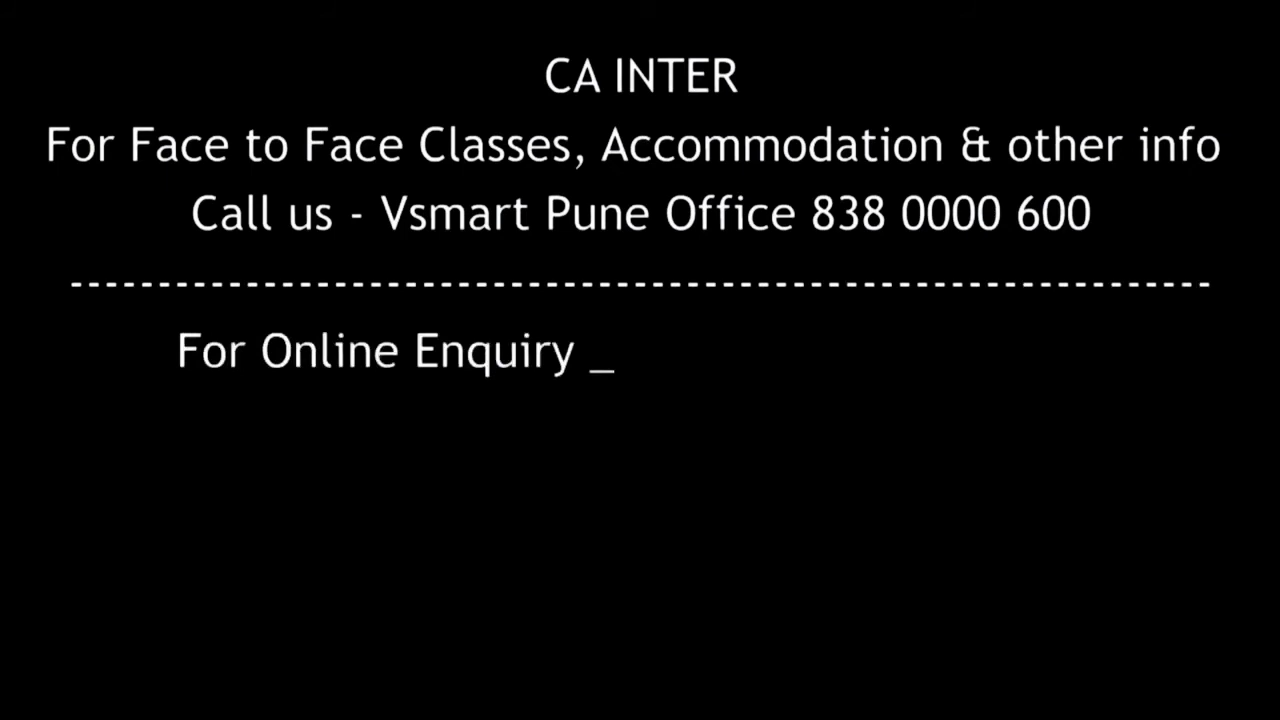 CA INTER
For Face to Face Classes, Accommodation & other info
Call us - Vsmart Pune Office 838 0000 600
-----------------------------------------------------------------
For Online Enquiry _